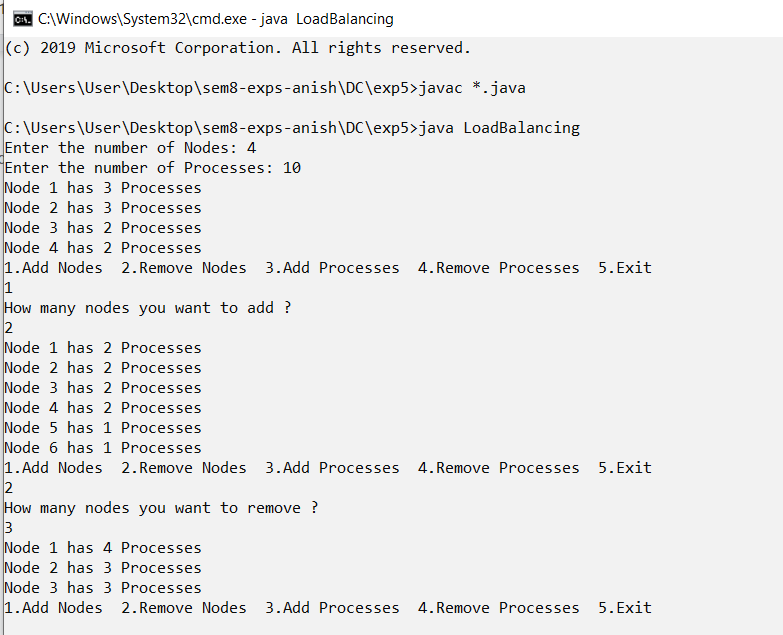 C:\Windows\System32\cmd.exe - java  LoadBalancing
(c) 2019 Microsoft Corporation. All rights reserved.
C:\Users\User\Desktop\sem8-exps-anish\DC\exp5>javac *.java
C:\Users\User\Desktop\sem8-exps-anish\DC\exp5>java LoadBalancing
Enter the number of Nodes: 4
Enter the number of Processes: 10
Node 1 has 3 Processes
Node 2 has 3 Processes
Node 3 has 2 Processes
Node 4 has 2 Processes
1.Add Nodes  2.Remove Nodes  3.Add Processes  4.Remove Processes  5.Exit
1
How many nodes you want to add ?
2
Node 1 has 2 Processes
Node 2 has 2 Processes
Node 3 has 2 Processes
Node 4 has 2 Processes
Node 5 has 1 Processes
Node 6 has 1 Processes
1.Add Nodes  2.Remove Nodes  3.Add Processes  4.Remove Processes  5.Exit
2
How many nodes you want to remove ?
3
Node 1 has 4 Processes
Node 2 has 3 Processes
Node 3 has 3 Processes
1.Add Nodes  2.Remove Nodes  3.Add Processes  4.Remove Processes  5.Exit